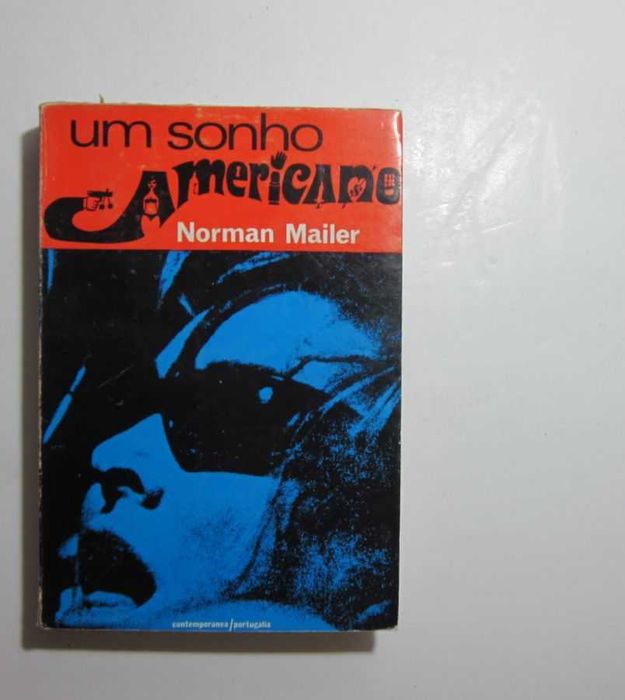 um sonho
Americano
Norman Mailer
contemporanea/portugalia